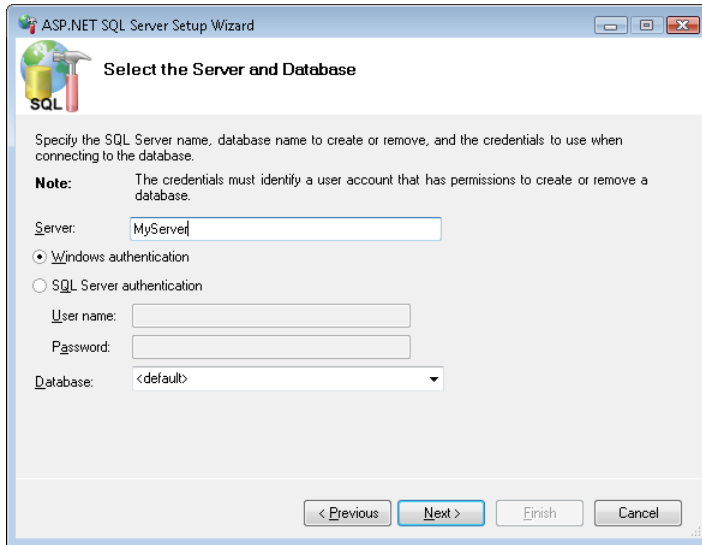 ASP.NET SQL Server Setup Wizard
Select the Server and Database
SQL
Specify the SQL Server name, database name to create or remove, and the credentials to use when
connecting to the database.
Note: The credentials must identify a user account that has permissions to create or remove a
database.
Server: MyServer
Windows authentication
SQL Server authentication
User name:
Password:
Database: <default>
< Previous Next > Finish Cancel